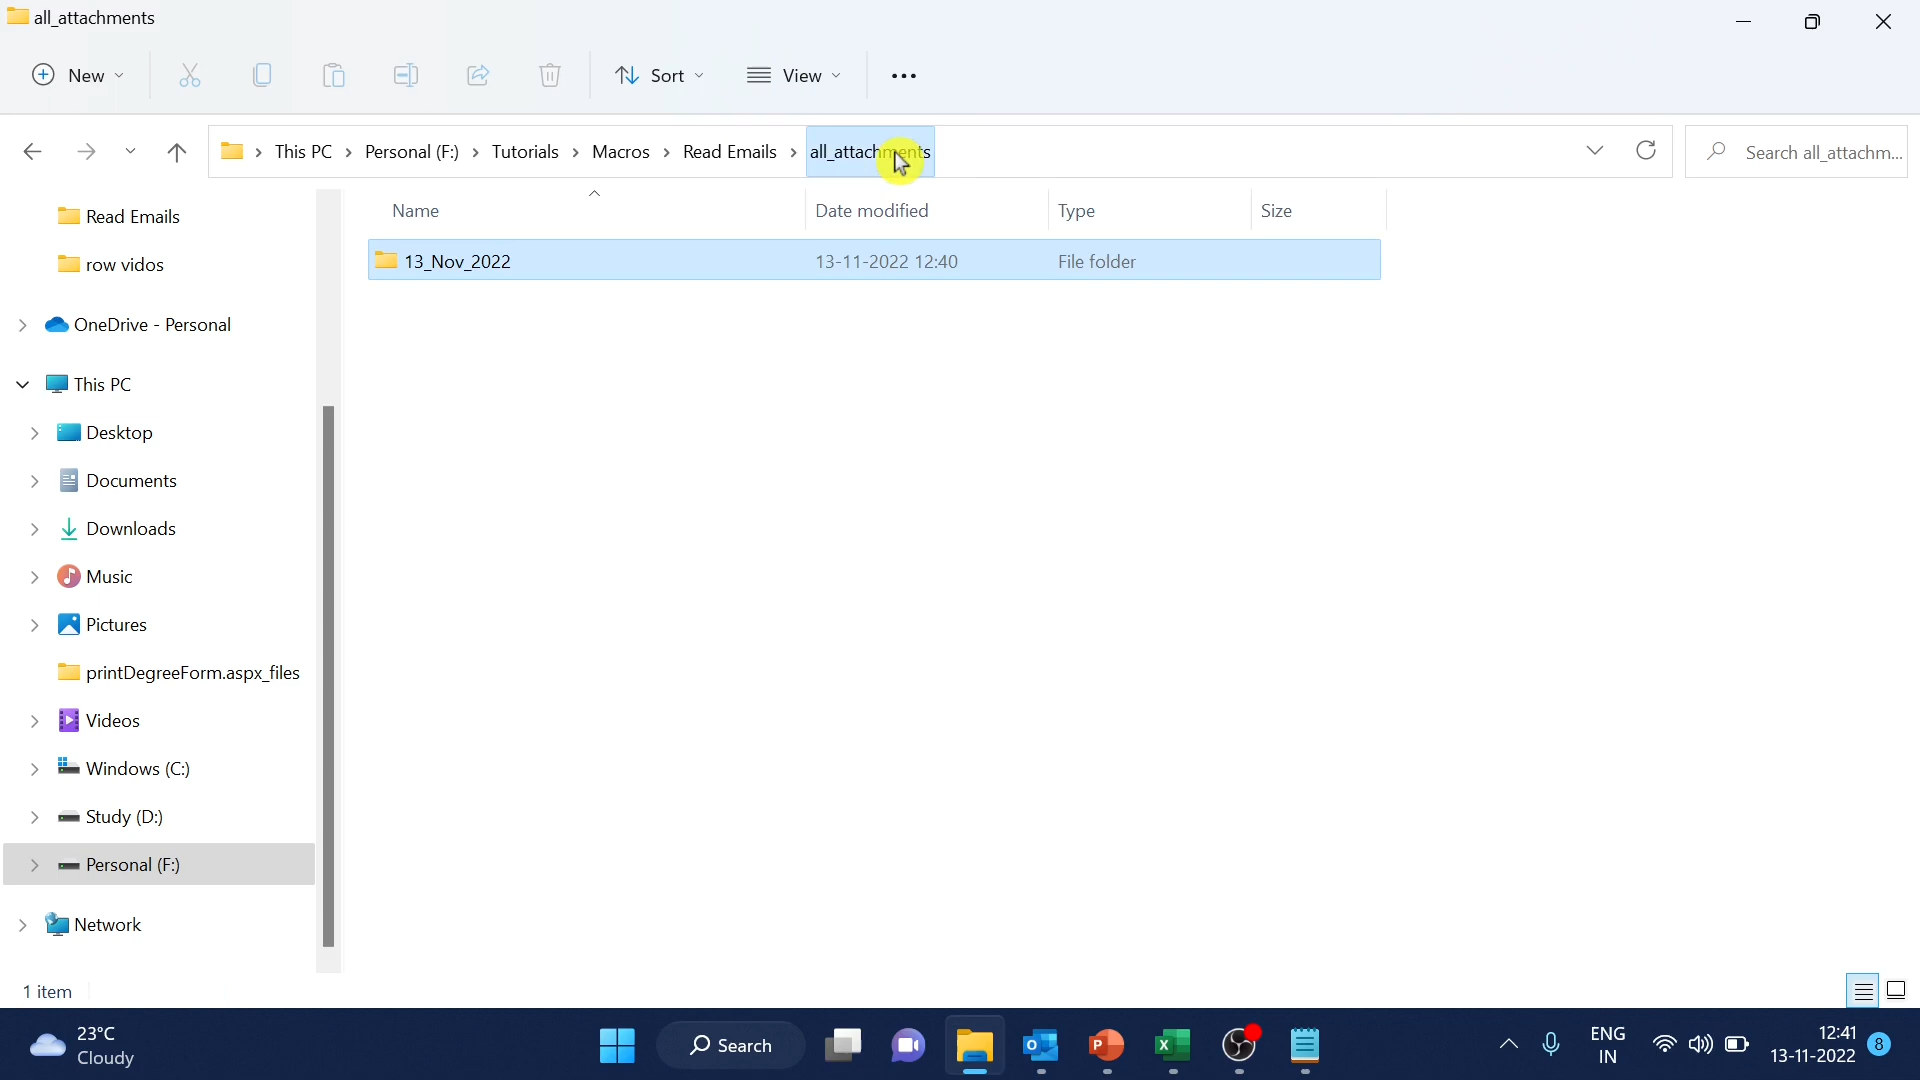 all_attachments
New
Sort
View
This PC
Personal (F:)
Tutorials
Macros
Read Emails
all_attachments
Search all_attachm...
Name
Date modified
Type
Size
13_Nov_2022
13-11-2022 12:40
File folder
Read Emails
row vidos
OneDrive - Personal
This PC
Desktop
Documents
Downloads
Music
Pictures
printDegreeForm.aspx_files
Videos
Windows (C:)
Study (D:)
Personal (F:)
Network
1 item
23°C
Cloudy
Search
ENG
IN
12:41
13-11-2022
8